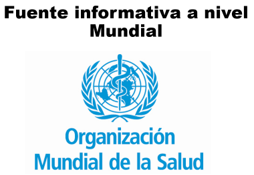 Fuente informativa a nivel
Mundial
Organización
Mundial de la Salud